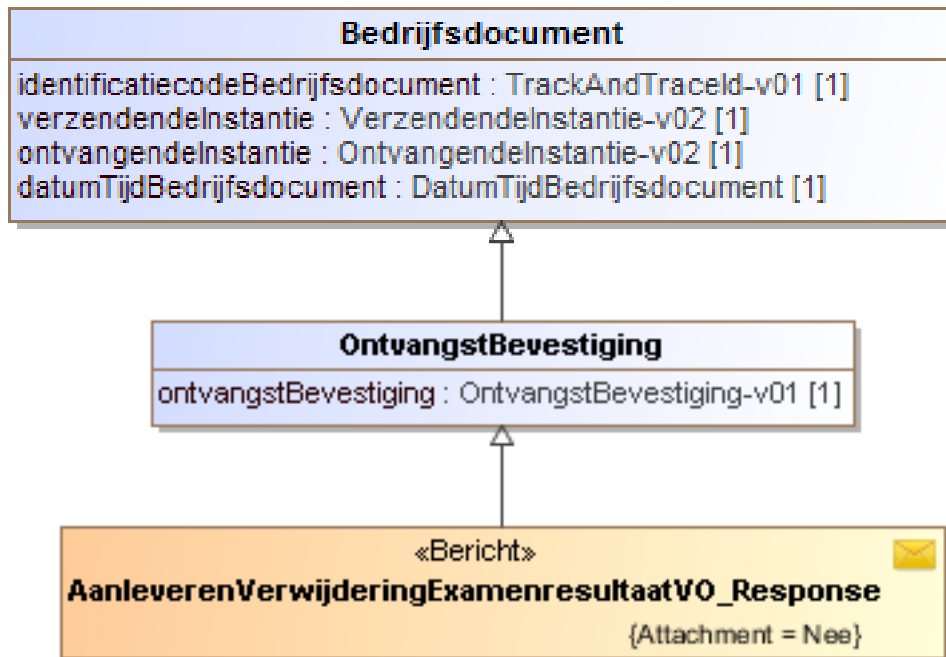 Bedrijfsdocument
identificatiecodeBedrijfsdocument : TrackAndTraceId-v01 [1]
verzendendeInstantie : VerzendendeInstantie-v02 [1]
ontvangendeInstantie : OntvangendeInstantie-v02 [1]
datumTijdBedrijfsdocument : DatumTijdBedrijfsdocument [1]
OntvangstBevestiging
ontvangstBevestiging : OntvangstBevestiging-v01 [1]
«Bericht»
AanleverenVerwijderingExamenresultaatVO_Response
{Attachment = Nee}